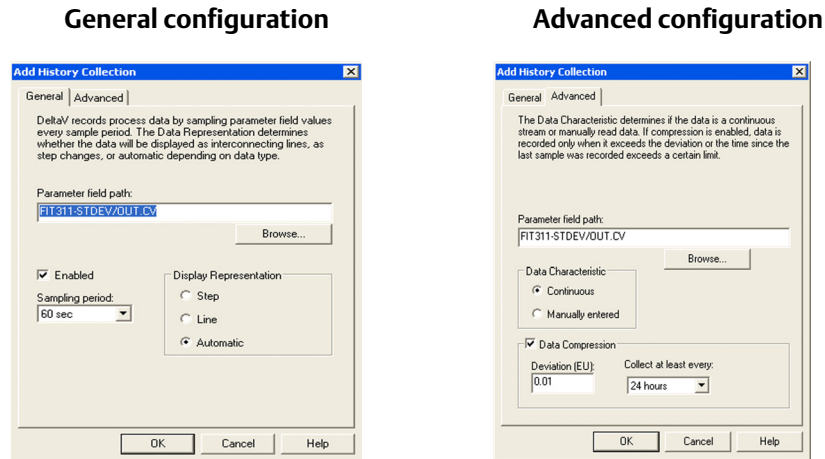 General configuration
Advanced configuration
Add History Collection
General
Advanced
DeltaV records process data by sampling parameter field values
every sample period. The Data Representation determines
whether the data will be displayed as interconnecting lines, as
step changes, or automatic depending on data type.
Parameter field path:
FIT311-STDEV/OUT.CV
Browse...
Enabled
Display Representation
Sampling period:
60 sec
Step
Line
Automatic
OK
Cancel
Help
Add History Collection
General
Advanced
The Data Characteristic determines if the data is a continuous
stream or manually read data. If compression is enabled, data is
recorded only when it exceeds the deviation or the time since the
last sample was recorded exceeds a certain limit.
Parameter field path:
FIT311-STDEV/OUT.CV
Browse...
Data Characteristic
Continuous
Manually entered
Data Compression
Deviation (EU):
Collect at least every:
0.01
24 hours
OK
Cancel
Help